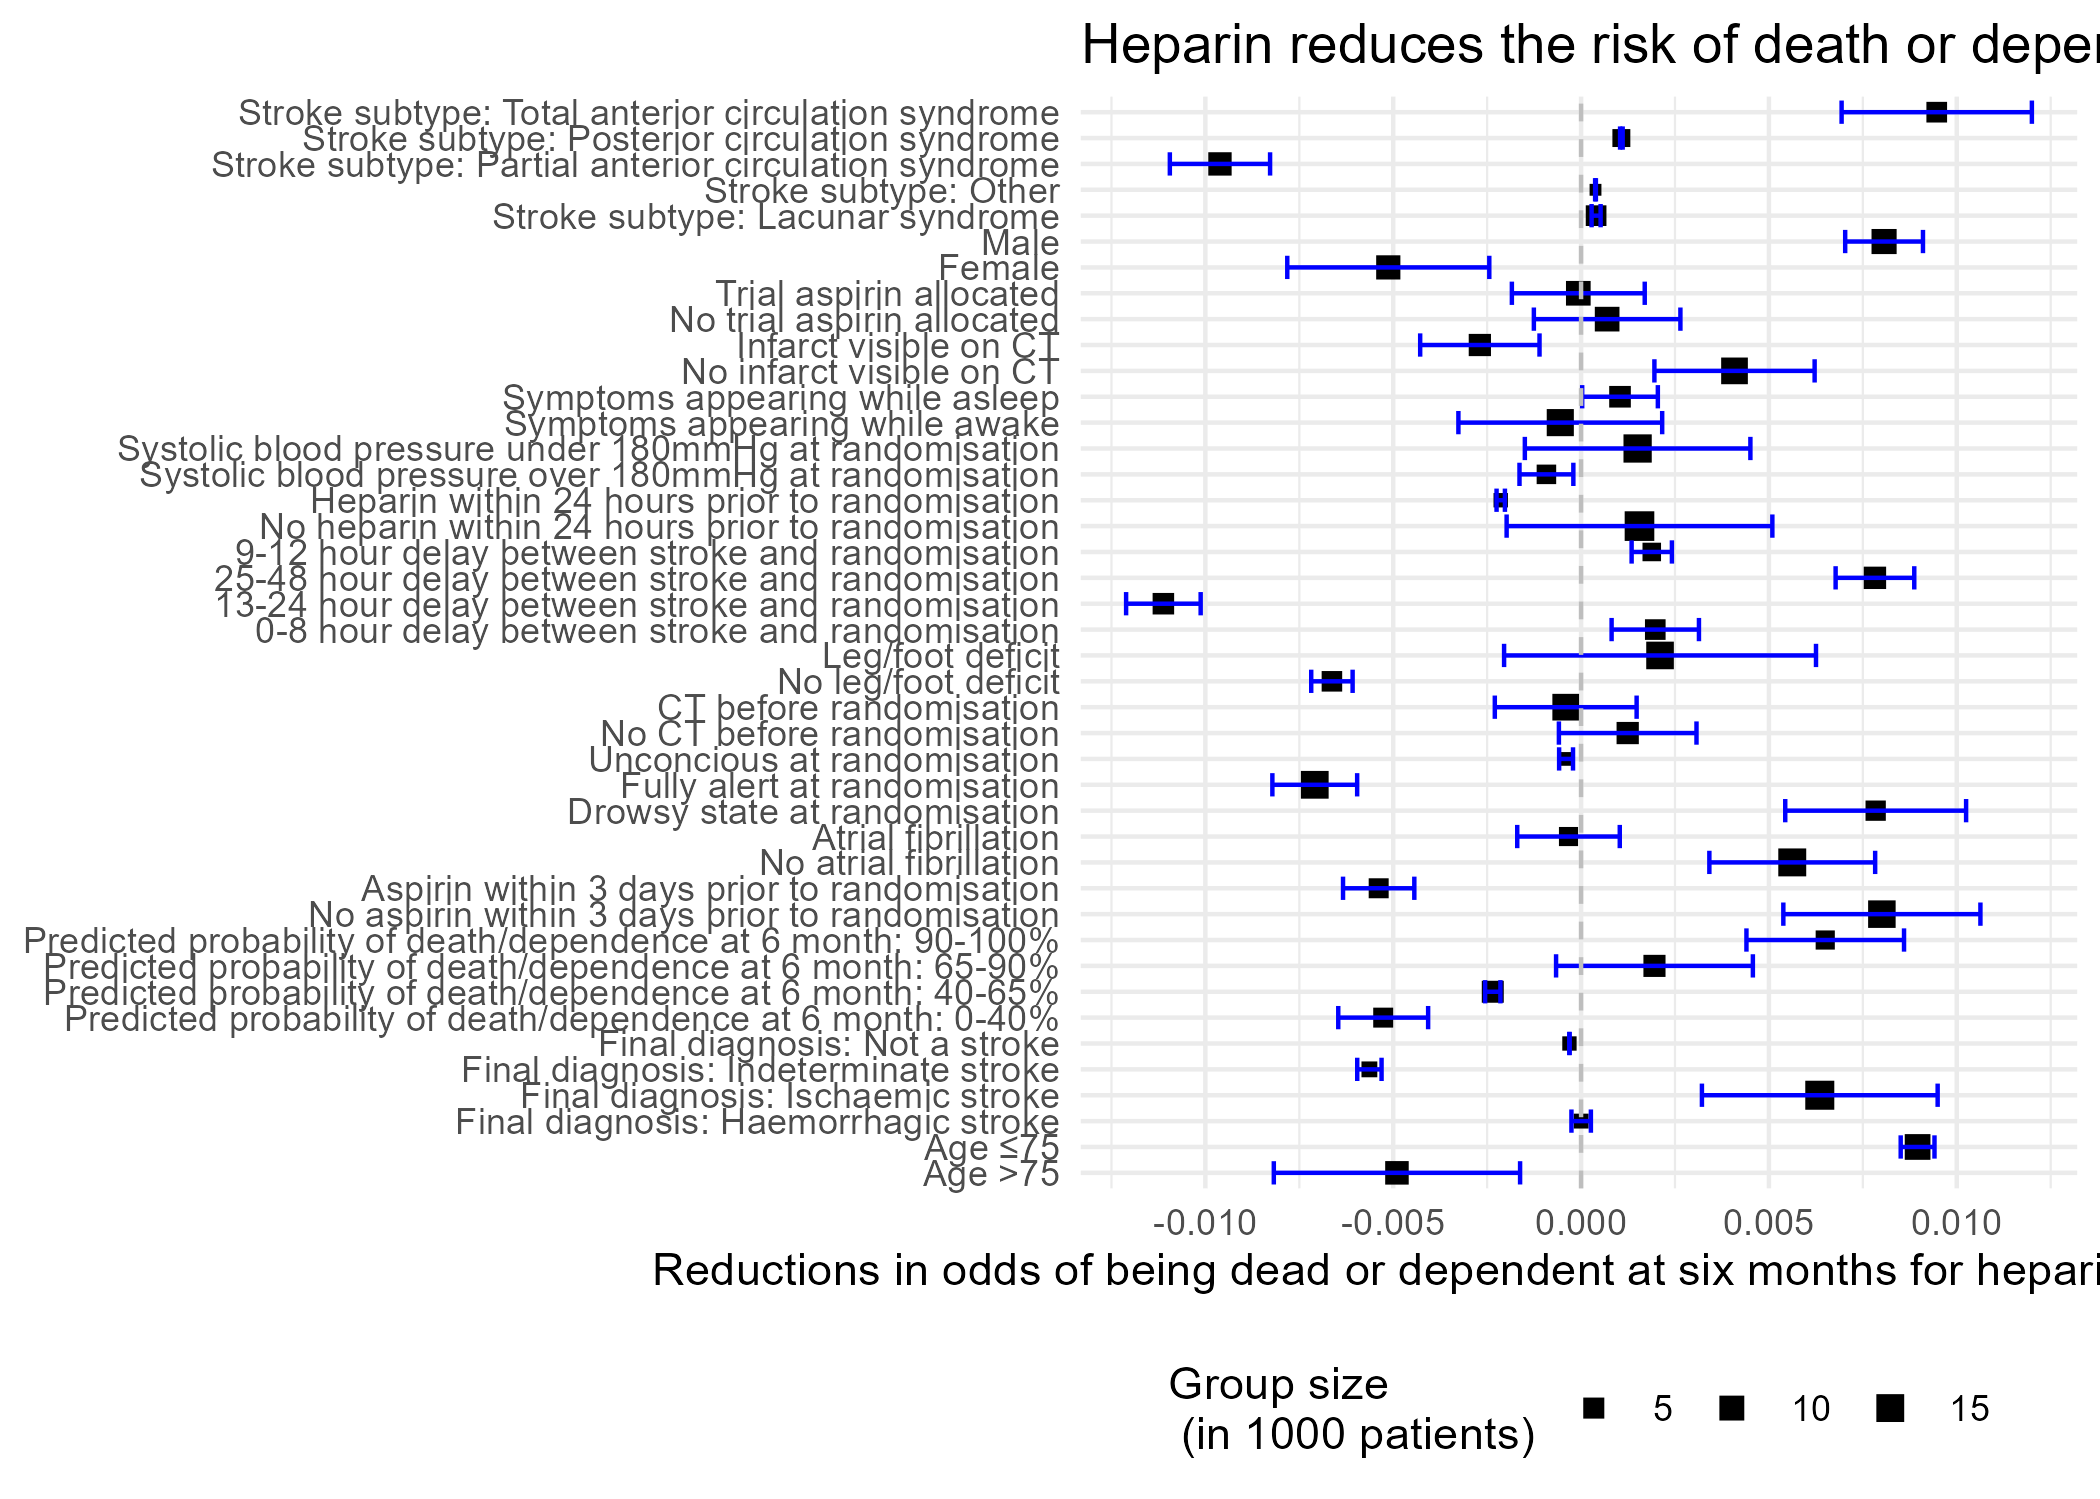 Heparin reduces the risk of death or deper
Stroke subtype: Total anterior circulation syndrome
Stroke subtype: Posterior circulation syndrome
Stroke subtype: Partial anterior circulation syndrome
Stroke subtype: Other
Stroke subtype: Lacunar syndrome
Male
Female
Trial aspirin allocated
No trial aspirin allocated
Infarct visible on CT
No infarct visible on CT
Symptoms appearing while asleep
Symptoms appearing while awake
Systolic blood pressure under 180mmHg at randomisation
Systolic blood pressure over 180mmHg at randomisation
Heparin within 24 hours prior to randomisation
No heparin within 24 hours prior to randomisation
9-12 hour delay between stroke and randomisation
25-48 hour delay between stroke and randomisation
13-24 hour delay between stroke and randomisation
0-8 hour delay between stroke and randomisation
Leg/foot deficit
No leg/foot deficit
CT before randomisation
No CT before randomisation
Unconcious at randomisation
Fully alert at randomisation
Drowsy state at randomisation
Atrial fibrillation
No atrial fibrillation
Aspirin within 3 days prior to randomisation
No aspirin within 3 days prior to randomisation
Predicted probability of death/dependence at 6 month: 90-100%
Predicted probability of death/dependence at 6 month: 65-90%
Predicted probability of death/dependence at 6 month: 40-65%
Predicted probability of death/dependence at 6 month: 0-40%
Final diagnosis: Not a stroke
Final diagnosis: Indeterminate stroke
Final diagnosis: Ischaemic stroke
Final diagnosis: Haemorrhagic stroke
Age ≤75
Age >75
-0.010 -0.005 0.000 0.005 0.010
Reductions in odds of being dead or dependent at six months for hepari
Group size
(in 1000 patients)
5 10 15